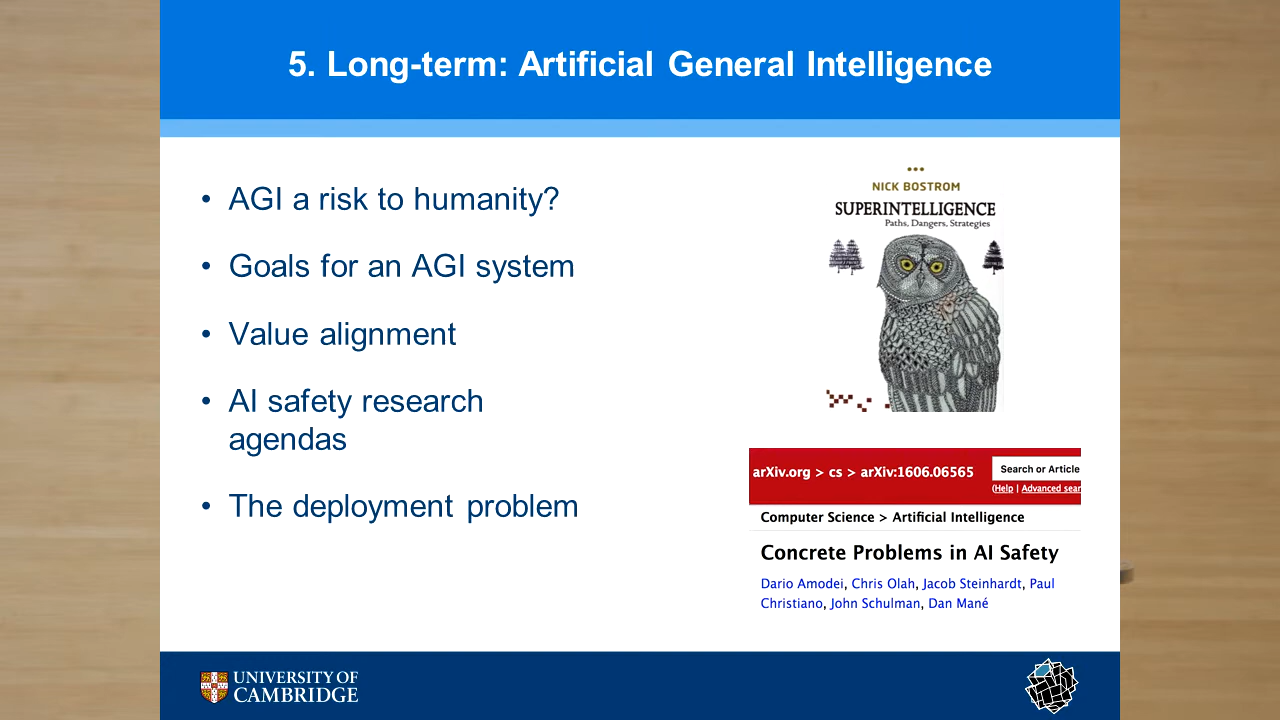 5. Long-term: Artificial General Intelligence
• AGI a risk to humanity?
• Goals for an AGI system
• Value alignment
• AI safety research
agendas
• The deployment problem
NICK BOSTROM
SUPERINTELLIGENCE
Paths, Dangers, Strategies
arXiv.org > cs > arXiv:1606.06565
Search or Article
(Help | Advanced sear
Computer Science > Artificial Intelligence
Concrete Problems in AI Safety
Dario Amodei, Chris Olah, Jacob Steinhardt, Paul
Christiano, John Schulman, Dan Mané
UNIVERSITY OF
CAMBRIDGE